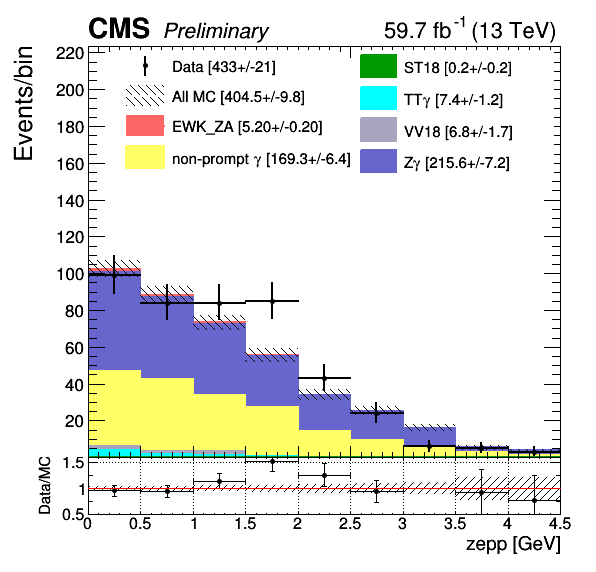 CMS Preliminary 59.7 fb⁻¹ (13 TeV)
Events/bin
220
200
180
160
140
120
100
80
60
40
20
Data [433+/-21]
All MC [404.5+/-9.8]
EWK_ZA [5.20+/-0.20]
non-prompt γ [169.3+/-6.4]
ST18 [0.2+/-0.2]
TTγ [7.4+/-1.2]
VV18 [6.8+/-1.7]
Zγ [215.6+/-7.2]
Data/MC
1.5
1
0.5
0 0.5 1 1.5 2 2.5 3 3.5 4 4.5
zepp [GeV]